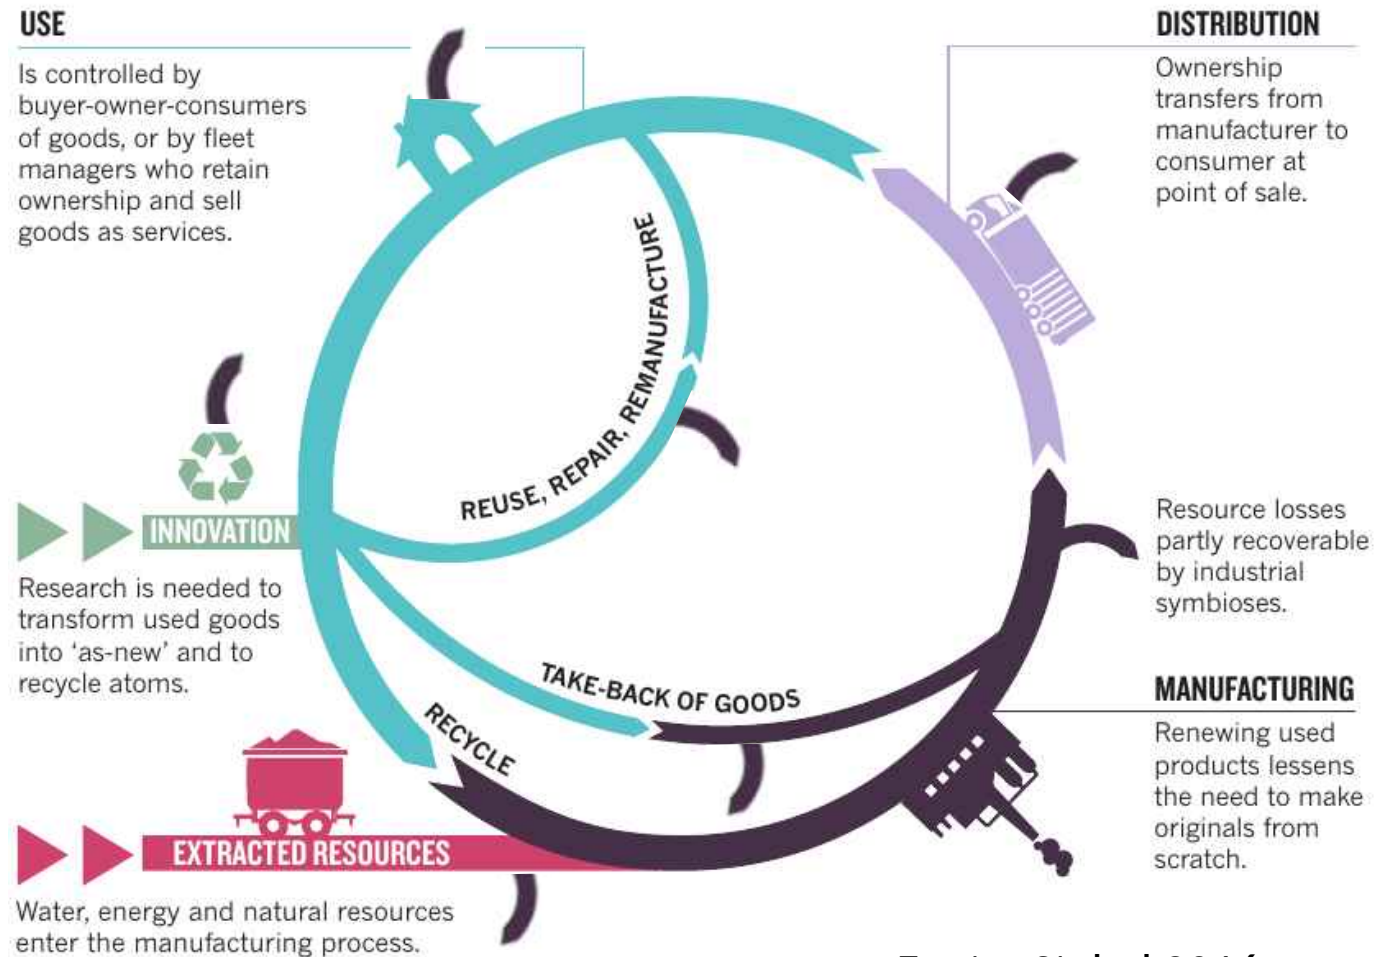 USE
Is controlled by
buyer-owner-consumers
of goods, or by fleet
managers who retain
ownership and sell
goods as services.
DISTRIBUTION
Ownership
transfers from
manufacturer to
consumer at
point of sale.
REUSE, REPAIR, REMANUFACTURE
INNOVATION
Research is needed to
transform used goods
into ‘as-new’ and to
recycle atoms.
Resource losses
partly recoverable
by industrial
symbioses.
TAKE-BACK OF GOODS
RECYCLE
MANUFACTURING
Renewing used
products lessens
the need to make
originals from
scratch.
EXTRACTED RESOURCES
Water, energy and natural resources
enter the manufacturing process.